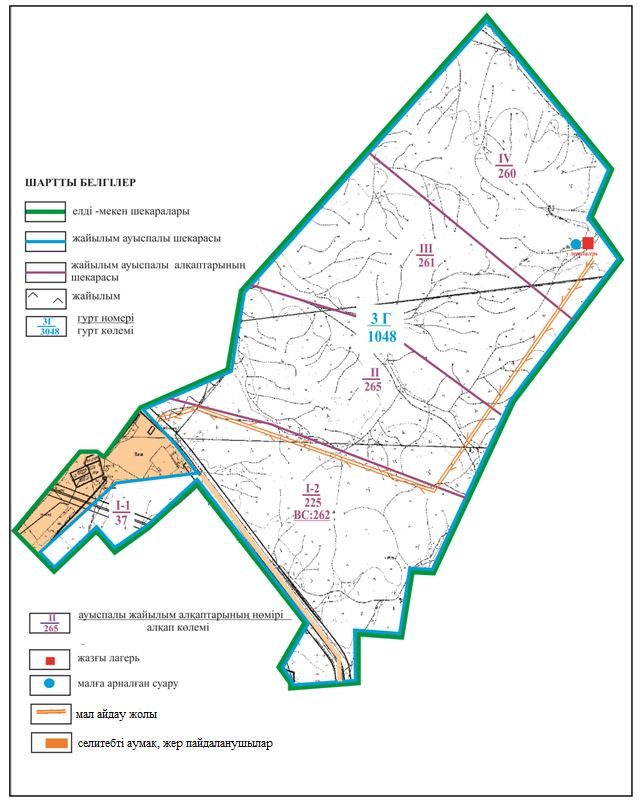 IV
260
III
261
3 Г
1048
II
265
I-2
225
ВС:262
I-1
37
ШАРТТЫ БЕЛГІЛЕР
елді -мекен шекаралары
жайылым ауыспалы шекарасы
жайылым ауыспалы алқаптарының
шекарасы
жайылым
3Г
3048
гурт номері
гурт көлемі
II
265
ауыспалы жайылым алқаптарының нөмірі
алқап көлемі
жазғы лагерь
малға арналған суару
мал айдау жолы
селитебті аумақ, жер пайдаланушылар